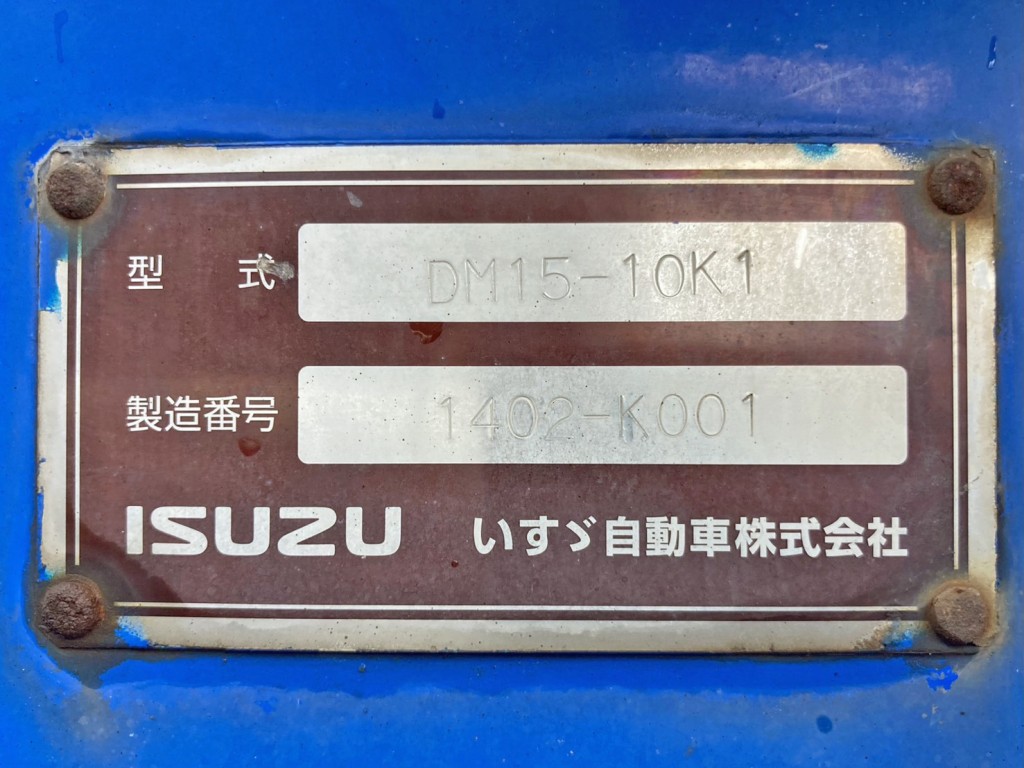 型式 DM15-10K1
製造番号 1402-K001
ISUZU いすゞ自動車株式会社